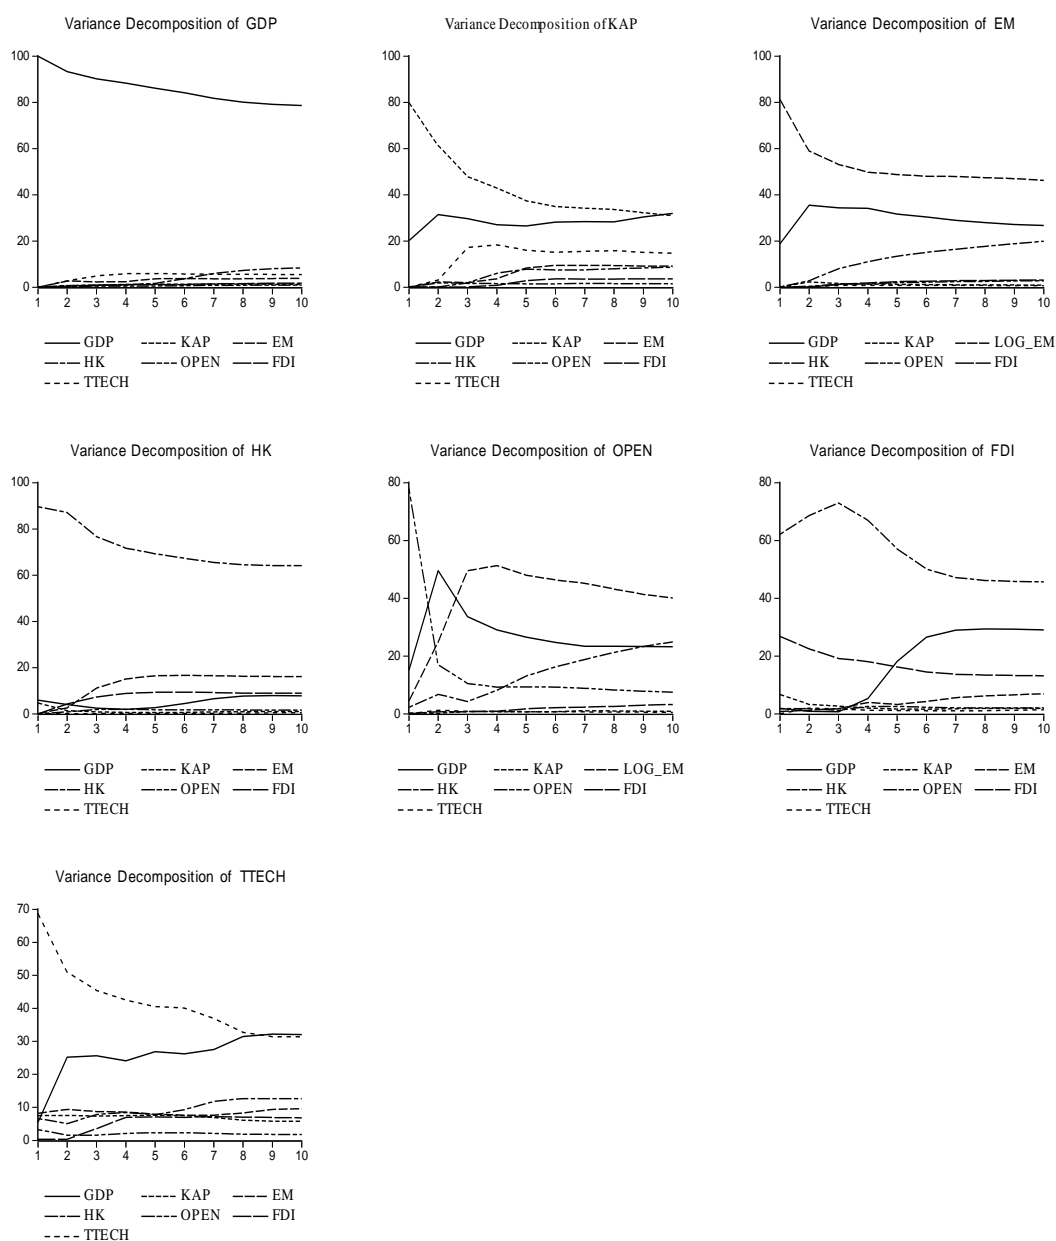 Variance Decomposition of GDP
100
80
60
40
20
0
1 2 3 4 5 6 7 8 9 10
GDP KAP EM
HK OPEN FDI
TTECH
Variance Decomposition of KAP
100
80
60
40
20
0
1 2 3 4 5 6 7 8 9 10
GDP KAP EM
HK OPEN FDI
TTECH
Variance Decomposition of EM
100
80
60
40
20
0
1 2 3 4 5 6 7 8 9 10
GDP KAP LOG_EM
HK OPEN FDI
TTECH
Variance Decomposition of HK
100
80
60
40
20
0
1 2 3 4 5 6 7 8 9 10
GDP KAP EM
HK OPEN FDI
TTECH
Variance Decomposition of OPEN
80
60
40
20
0
1 2 3 4 5 6 7 8 9 10
GDP KAP LOG_EM
HK OPEN FDI
TTECH
Variance Decomposition of FDI
80
60
40
20
0
1 2 3 4 5 6 7 8 9 10
GDP KAP EM
HK OPEN FDI
TTECH
Variance Decomposition of TTECH
70
60
50
40
30
20
10
0
1 2 3 4 5 6 7 8 9 10
GDP KAP EM
HK OPEN FDI
TTECH